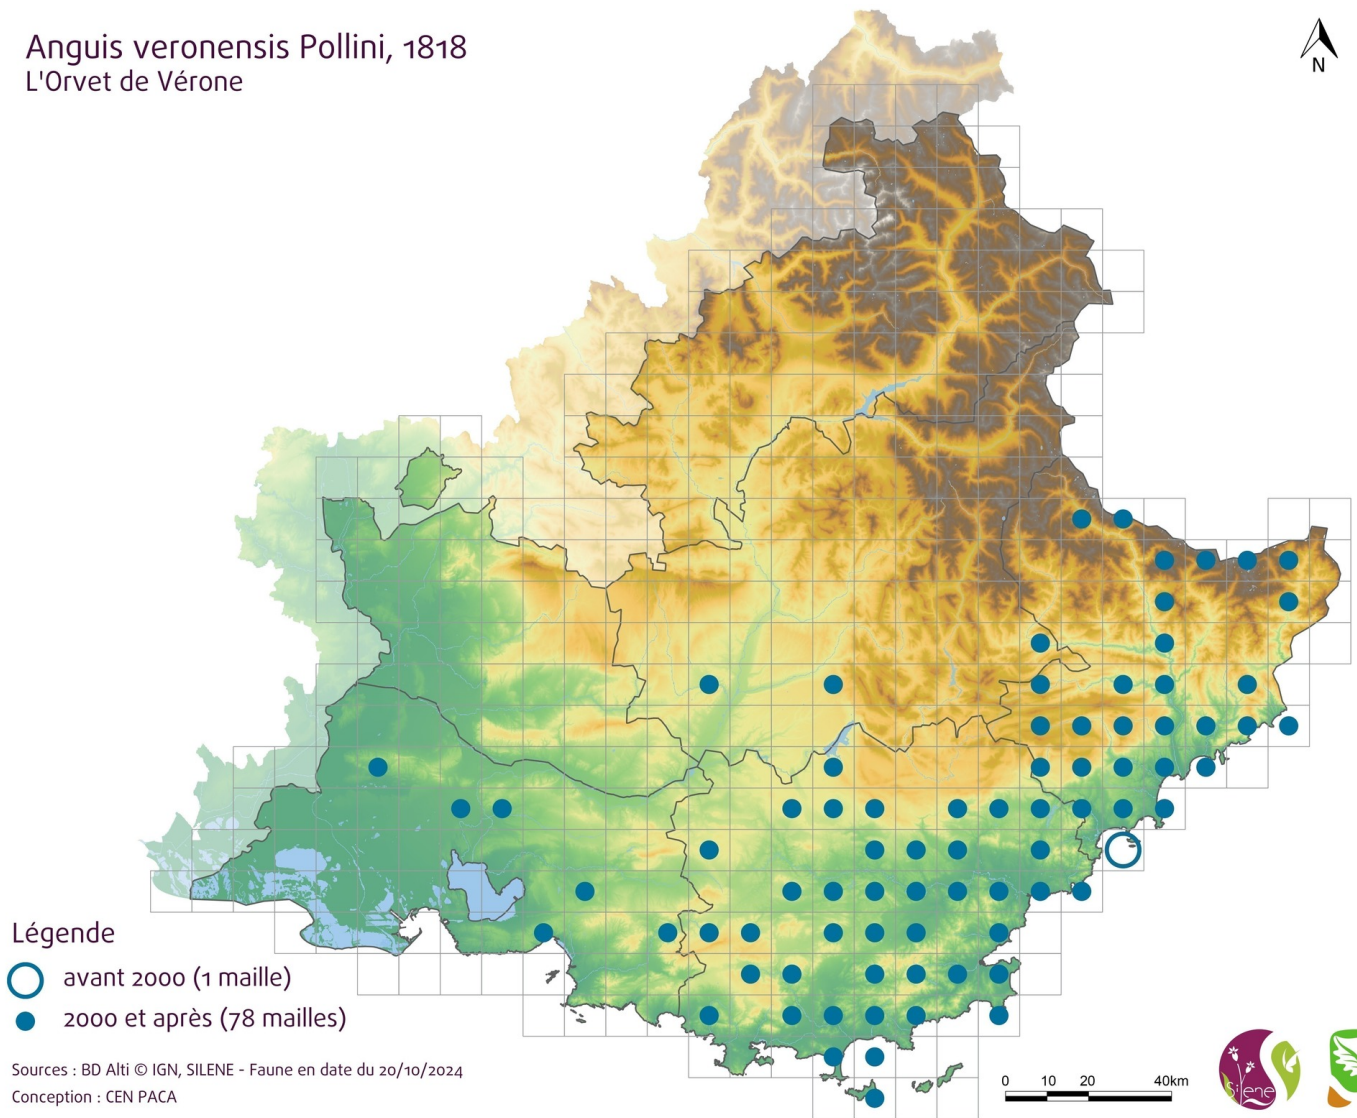 Anguis veronensis Pollini, 1818
L'Orvet de Vérone
N
Légende
avant 2000 (1 maille)
2000 et après (78 mailles)
Sources : BD Alti © IGN, SILENE - Faune en date du 20/10/2024
Conception : CEN PACA
0 10 20 40km
Silene